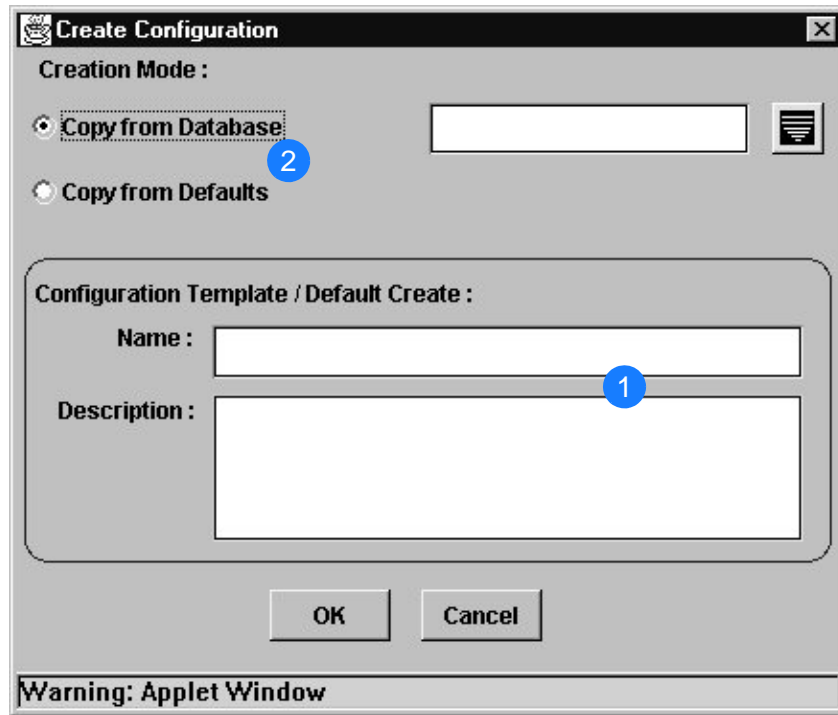 Create Configuration
Creation Mode :
Copy from Database
2
Copy from Defaults
Configuration Template / Default Create :
Name :
1
Description :
OK Cancel
Warning: Applet Window